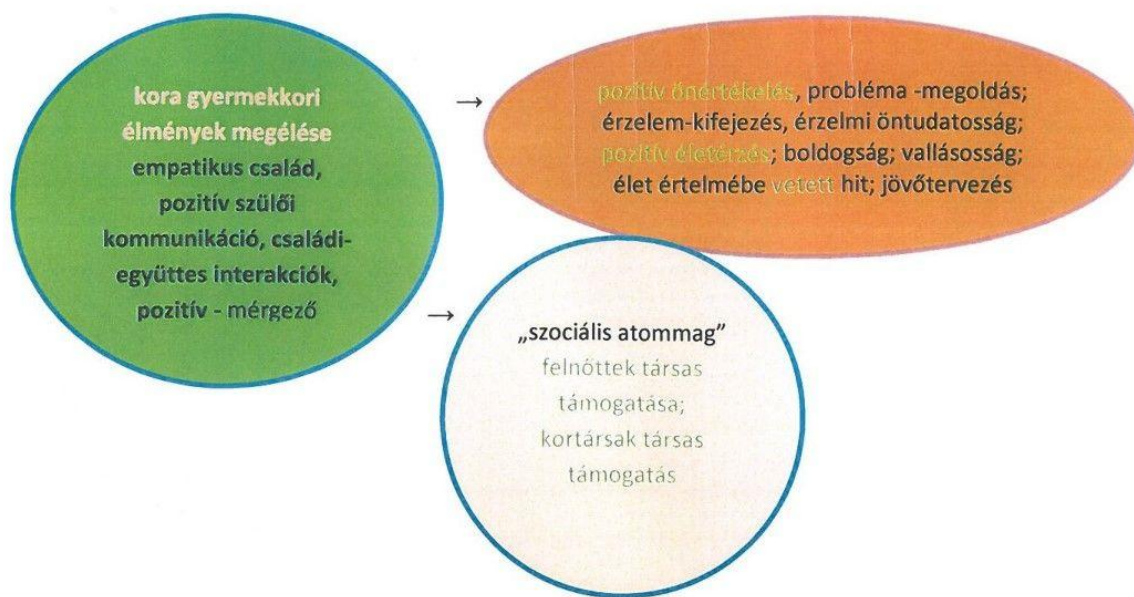 kora gyermekkori
élmények megélése
empatikus család,
pozitív szülői
kommunikáció, családi-
együttes interakciók,
pozitív - mérgező
→
pozitív önértékelés, probléma -megoldás;
érzelem-kifejezés, érzelmi öntudatosság;
pozitív életérzés; boldogság; vallásosság;
élet értelmébe vetett hit; jövőtervezés
→
„szociális atommag”
felnőttek társas
támogatása;
kortársak társas
támogatás